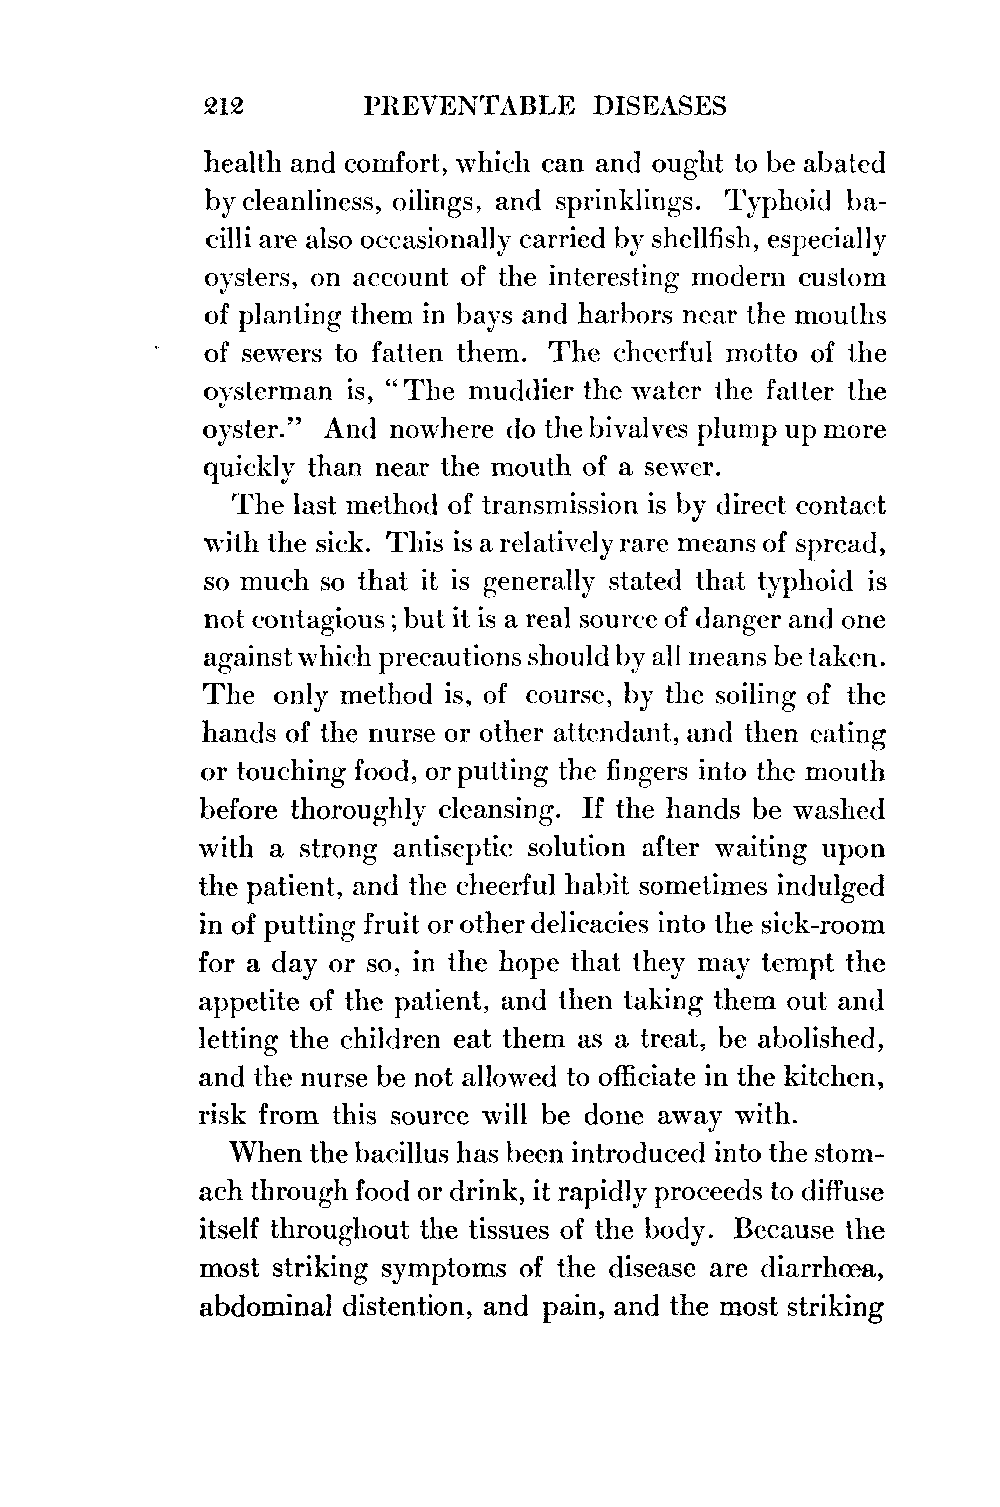 212 PREVENTABLE DISEASES
health and comfort, which can and ought to be abated
by cleanliness, oilings, and sprinklings. Typhoid ba-
cilli are also occasionally carried by shellfish, especially
oysters, on account of the interesting modern custom
of planting them in bays and harbors near the mouths
of sewers to fatten them. The cheerful motto of the
oysterman is, “The muddier the water the fatter the
oyster.” And nowhere do the bivalves plump up more
quickly than near the mouth of a sewer.
The last method of transmission is by direct contact
with the sick. This is a relatively rare means of spread,
so much so that it is generally stated that typhoid is
not contagious; but it is a real source of danger and one
against which precautions should by all means be taken.
The only method is, of course, by the soiling of the
hands of the nurse or other attendant, and then eating
or touching food, or putting the fingers into the mouth
before thoroughly cleansing. If the hands be washed
with a strong antiseptic solution after waiting upon
the patient, and the cheerful habit sometimes indulged
in of putting fruit or other delicacies into the sick-room
for a day or so, in the hope that they may tempt the
appetite of the patient, and then taking them out and
letting the children eat them as a treat, be abolished,
and the nurse be not allowed to officiate in the kitchen,
risk from this source will be done away with.
When the bacillus has been introduced into the stom-
ach through food or drink, it rapidly proceeds to diffuse
itself throughout the tissues of the body. Because the
most striking symptoms of the disease are diarrhœa,
abdominal distention, and pain, and the most striking